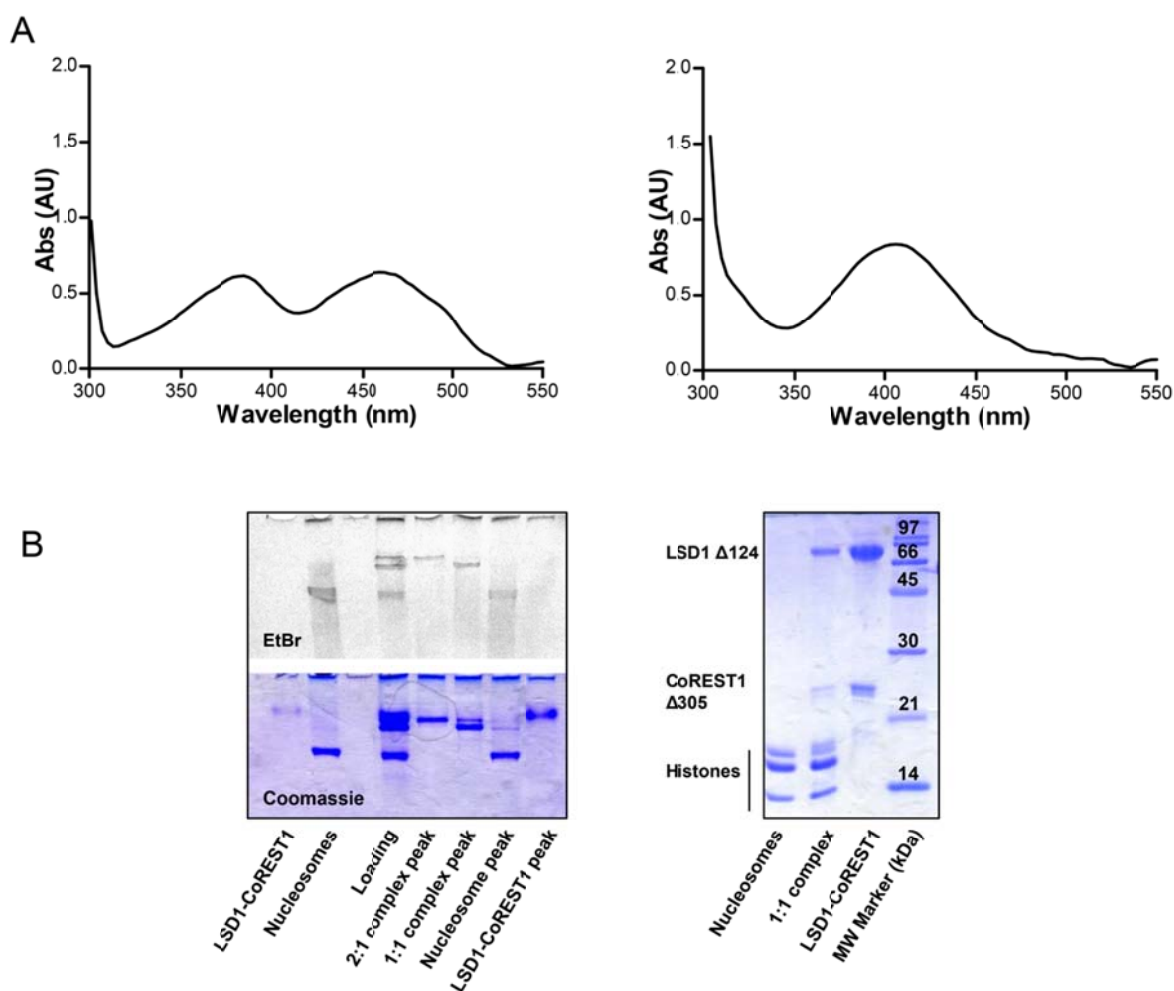 A
2.0
1.5
1.0
0.5
0.0
Abs (AU)
300 350 400 450 500 550
Wavelength (nm)
2.0
1.5
1.0
0.5
0.0
Abs (AU)
300 350 400 450 500 550
Wavelength (nm)
B
EtBr
Coomassie
LSD1-CoREST1
Nucleosomes
Loading
2:1 complex peak
1:1 complex peak
Nucleosome peak
LSD1-CoREST1 peak
LSD1 Δ124
CoREST1
Δ305
Histones
97
66
45
30
21
14
Nucleosomes
1:1 complex
LSD1-CoREST1
MW Marker (kDa)